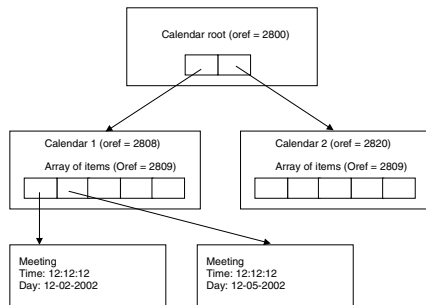 Calendar root (oref = 2800)
Calendar 1 (oref = 2808)
Array of items (Oref = 2809)
Calendar 2 (oref = 2820)
Array of items (Oref = 2809)
Meeting
Time: 12:12:12
Day: 12-02-2002
Meeting
Time: 12:12:12
Day: 12-05-2002